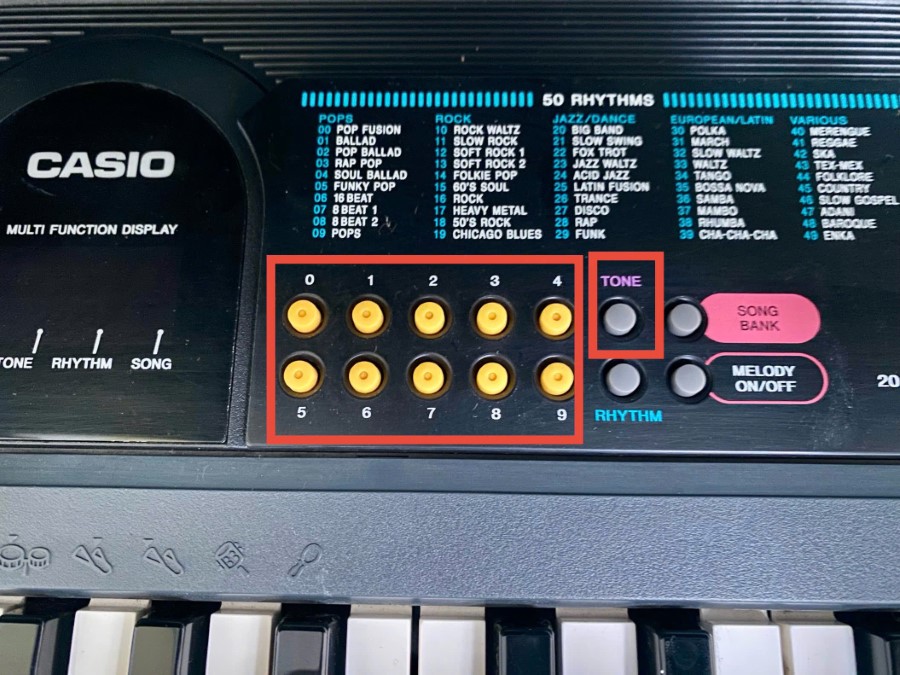 50 RHYTHMS
POPS
00 POP FUSION
01 BALLAD
02 POP BALLAD
03 RAP POP
04 SOUL BALLAD
05 FUNKY POP
06 16 BEAT
07 8 BEAT 1
08 8 BEAT 2
09 POPS
ROCK
10 ROCK WALTZ
11 SLOW ROCK
12 SOFT ROCK 1
13 SOFT ROCK 2
14 FOLKIE POP
15 60'S SOUL
16 ROCK
17 HEAVY METAL
18 50'S ROCK
19 CHICAGO BLUES
JAZZ/DANCE
20 BIG BAND
21 SLOW SWING
22 FOX TROT
23 JAZZ WALTZ
24 ACID JAZZ
25 LATIN FUSION
26 TRANCE
27 DISCO
28 RAP
29 FUNK
EUROPEAN/LATIN
30 POLKA
31 MARCH
32 SLOW WALTZ
33 WALTZ
34 TANGO
35 BOSSA NOVA
36 SAMBA
37 MAMBO
38 RHUMBA
39 CHA-CHA-CHA
VARIOUS
40 MERENGUE
41 REGGAE
42 SKA
43 TEX-MEX
44 FOLKLORE
45 COUNTRY
46 SLOW GOSPEL
47 ADANI
48 BAROQUE
49 ENKA
CASIO
MULTI FUNCTION DISPLAY
TONE RHYTHM SONG
0 1 2 3 4
5 6 7 8 9
TONE
RHYTHM
SONG
BANK
MELODY
ON/OFF
20